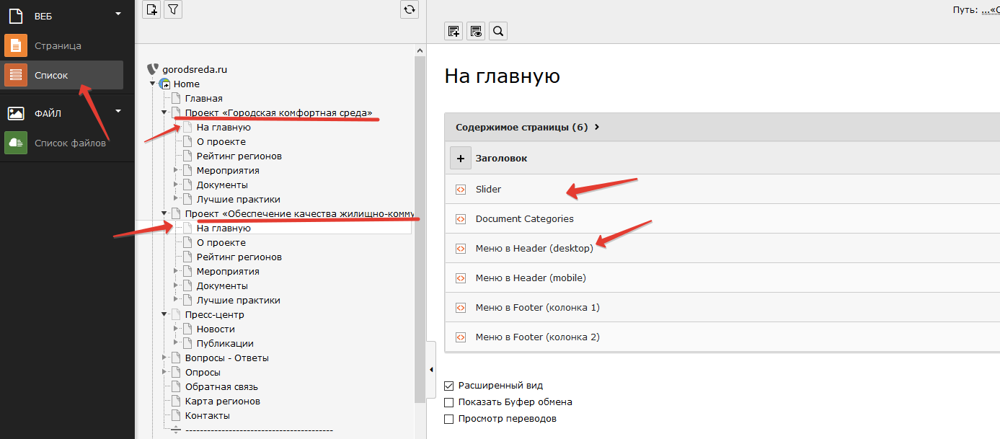 ВЕБ
Страница
Список
ФАЙЛ
Список файлов
gorodsreda.ru
Home
Главная
Проект «Городская комфортная среда»
На главную
О проекте
Рейтинг регионов
Мероприятия
Документы
Лучшие практики
Проект «Обеспечение качества жилищно-комму
На главную
О проекте
Рейтинг регионов
Мероприятия
Документы
Лучшие практики
Пресс-центр
Новости
Публикации
Вопросы - Ответы
Опросы
Обратная связь
Карта регионов
Контакты
-----------------------------------------
Путь: ...«С
На главную
Содержимое страницы (6)
Заголовок
Slider
Document Categories
Меню в Header (desktop)
Меню в Header (mobile)
Меню в Footer (колонка 1)
Меню в Footer (колонка 2)
Расширенный вид
Показать Буфер обмена
Просмотр переводов